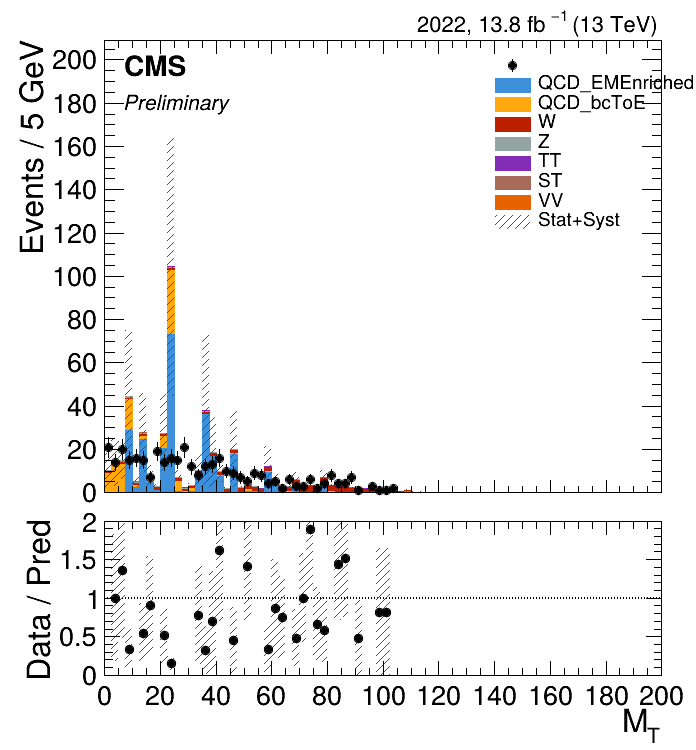 2022, 13.8 fb⁻¹ (13 TeV)
Events / 5 GeV
CMS
Preliminary
QCD_EMEnriched
QCD_bcToE
W
Z
TT
ST
VV
Stat+Syst
200
180
160
140
120
100
80
60
40
20
0
Data / Pred
2
1.5
1
0.5
0
0 20 40 60 80 100 120 140 160 180 200
M_T